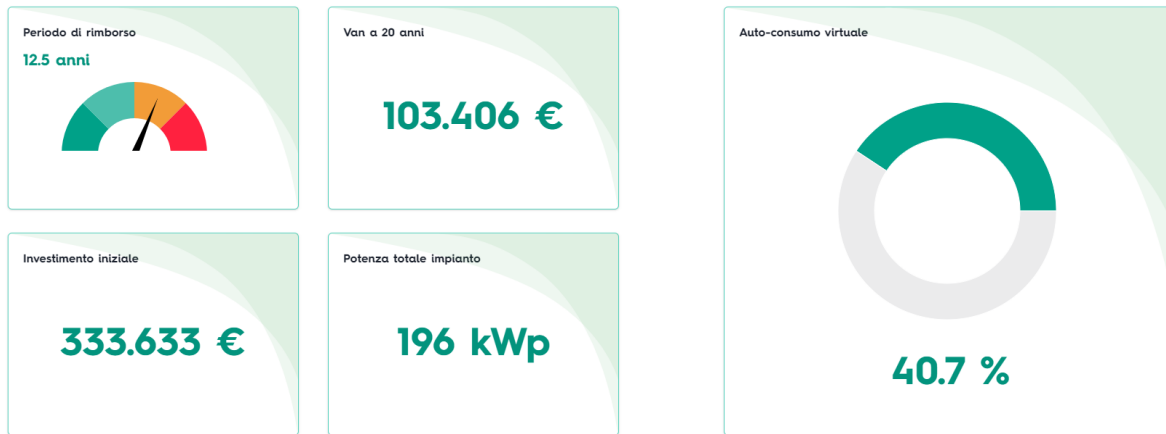 Periodo di rimborso
12.5 anni
Van a 20 anni
103.406 €
Auto-consumo virtuale
40.7 %
Investimento iniziale
333.633 €
Potenza totale impianto
196 kWp